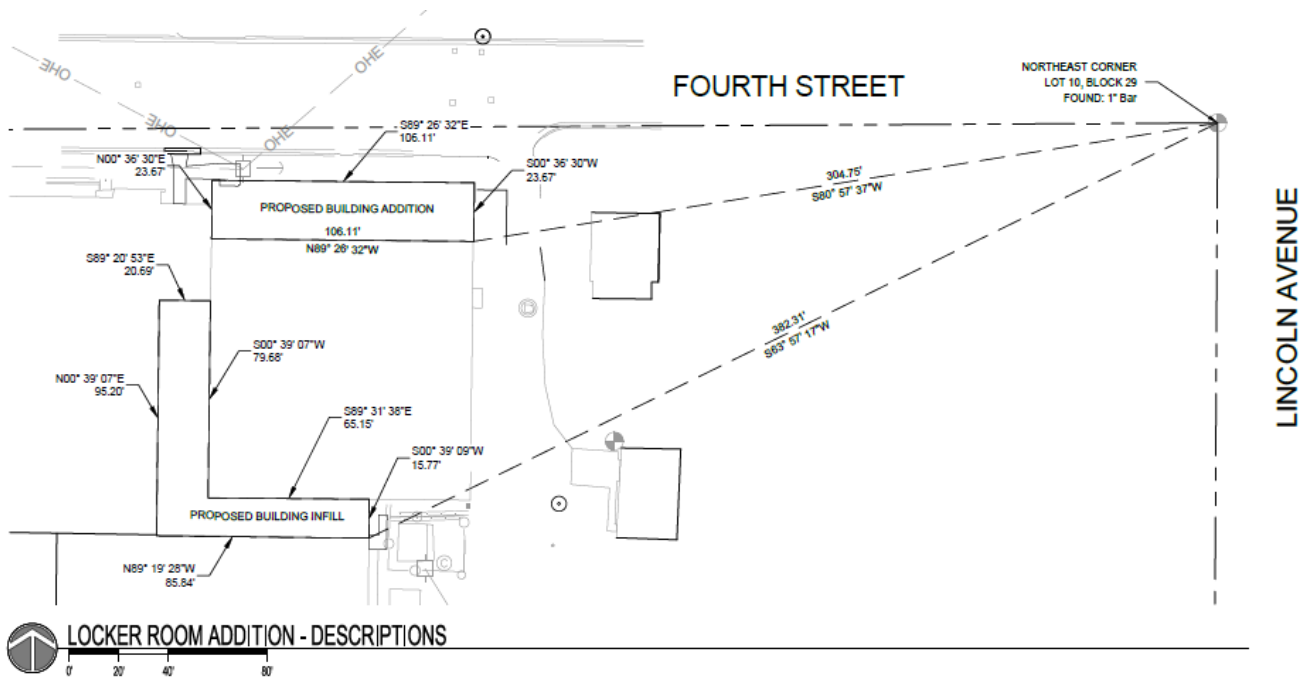 OHE
OHE
OHE
OHE
FOURTH STREET
NORTHEAST CORNER
LOT 10, BLOCK 29
FOUND: 1" Bar
S89° 26' 32"E
106.11'
N00° 36' 30"E
23.67'
S00° 36' 30"W
23.67'
PROPOSED BUILDING ADDITION
106.11'
N89° 26' 32"W
304.75'
S80° 57' 37"W
LINCOLN AVENUE
S89° 20' 53"E
20.69'
382.31'
S63° 57' 17"W
S00° 39' 07"W
79.68'
N00° 39' 07"E
95.20'
S89° 31' 38"E
65.15'
S00° 39' 09"W
15.77'
PROPOSED BUILDING INFILL
N89° 19' 28"W
85.84'
©
LOCKER ROOM ADDITION - DESCRIPTIONS
0' 20' 40' 80'